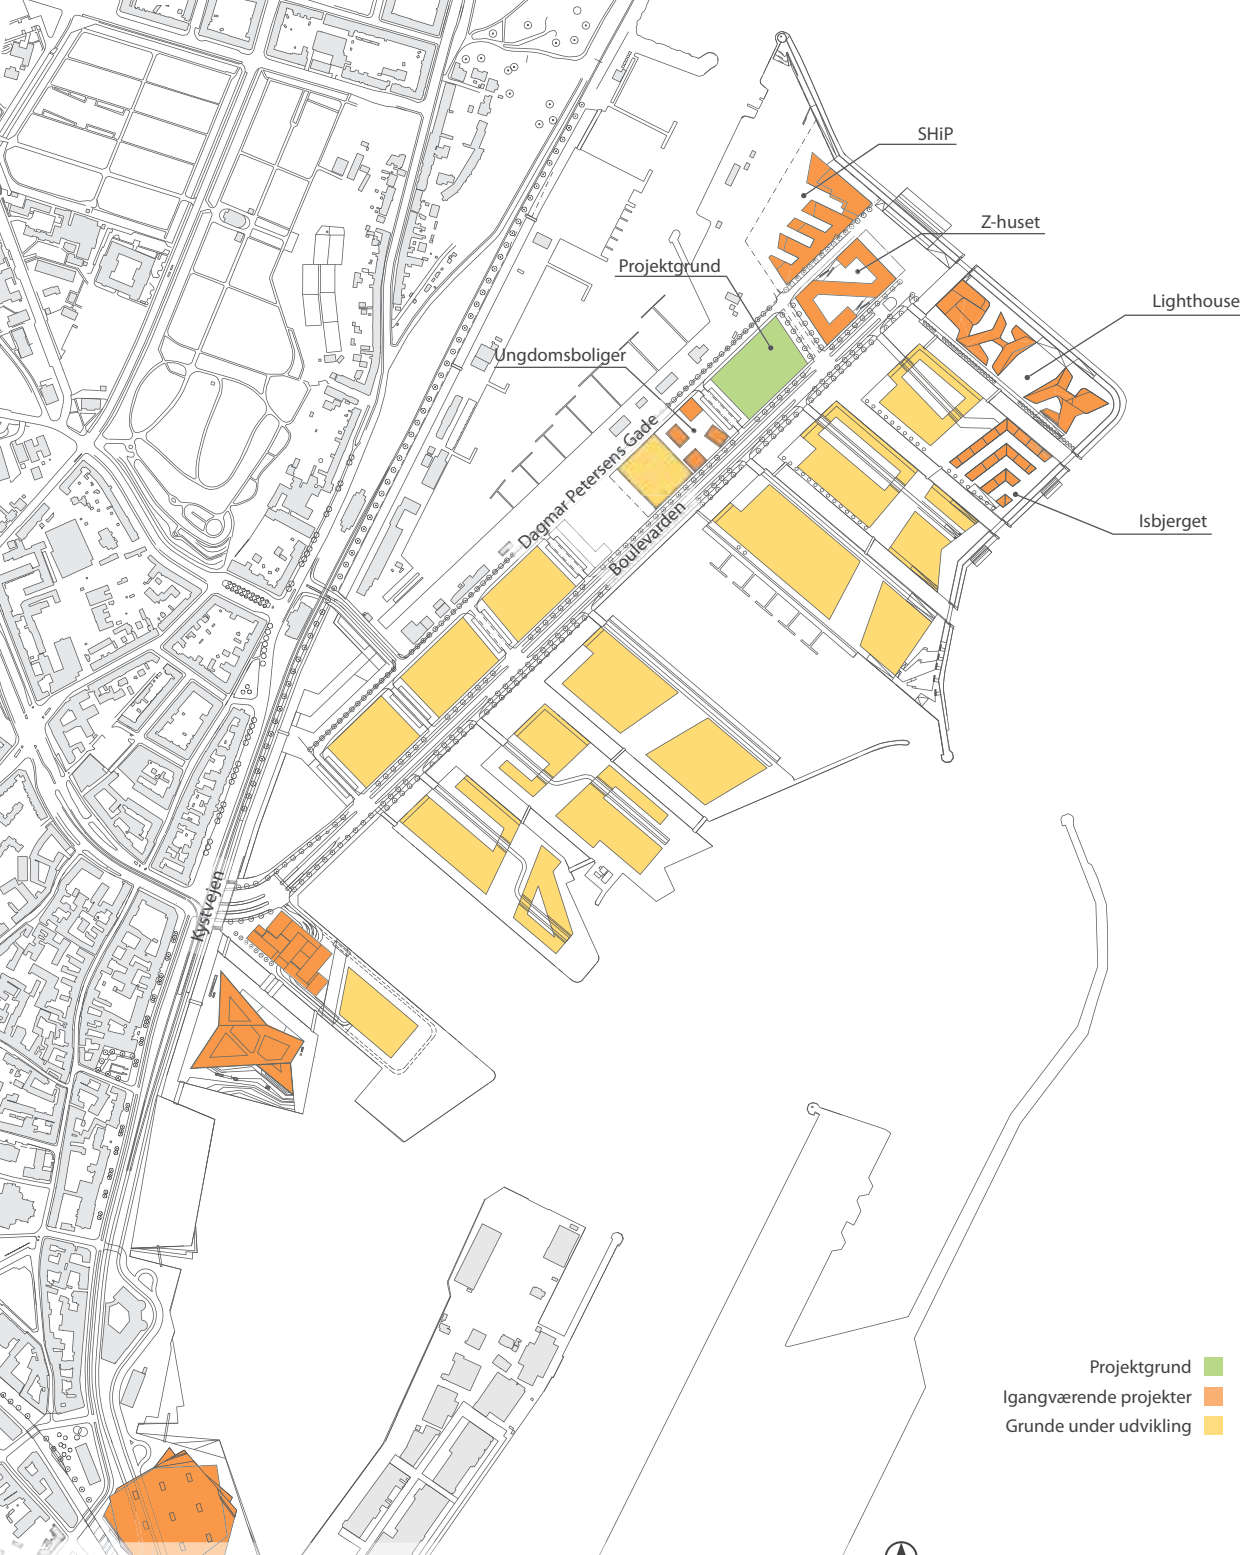 SHiP
Z-huset
Projektgrund
Lighthouse
Ungdomsboliger
Dagmar Petersens Gade
Boulevarden
Isbjerget
Kystvejen
Projektgrund
Igangværende projekter
Grunde under udvikling